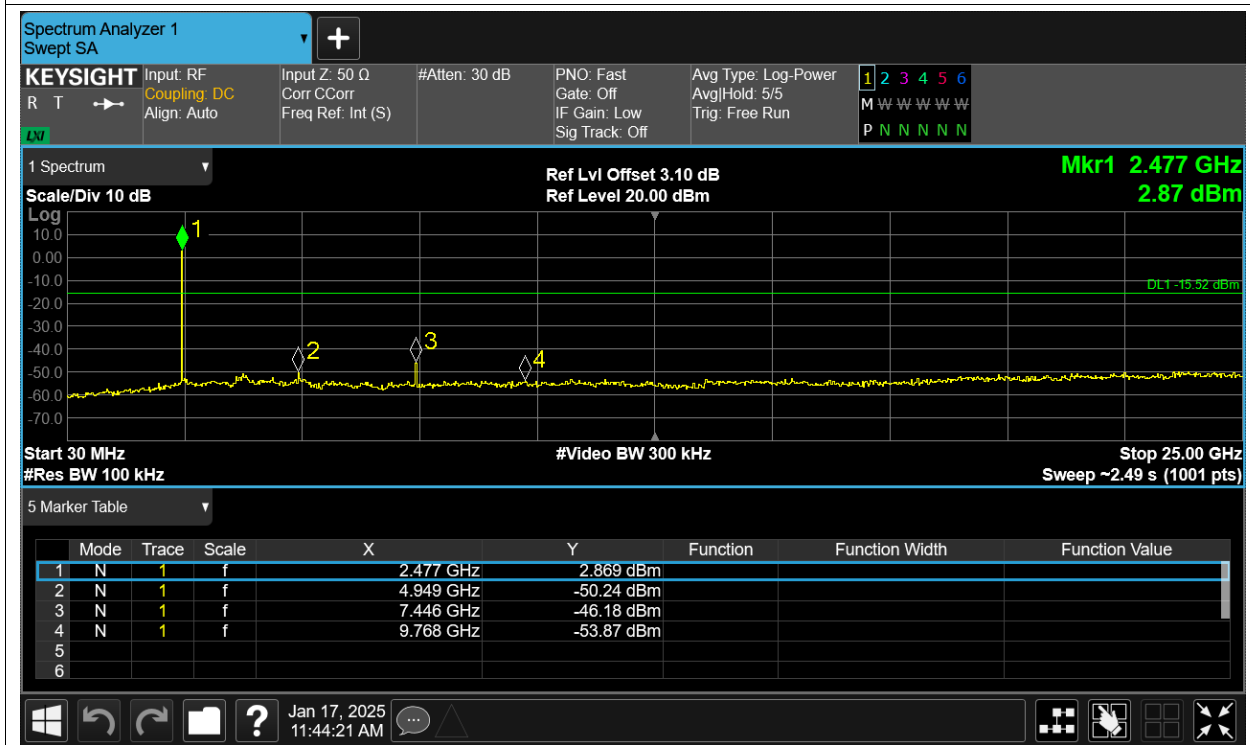 Spectrum Analyzer 1
Swept SA
+
KEYSIGHT
R T
LXI
Input: RF
Coupling: DC
Align: Auto
Input Z: 50 Ω
Corr CCorr
Freq Ref: Int (S)
#Atten: 30 dB
PNO: Fast
Gate: Off
IF Gain: Low
Sig Track: Off
Avg Type: Log-Power
Avg|Hold: 5/5
Trig: Free Run
1 2 3 4 5 6
M W W W W W
P N N N N N
1 Spectrum
Scale/Div 10 dB
Ref Lvl Offset 3.10 dB
Ref Level 20.00 dBm
Mkr1 2.477 GHz
2.87 dBm
Log
10.0
0.00
-10.0
-20.0
-30.0
-40.0
-50.0
-60.0
-70.0
1
2
3
4
DL1 -15.52 dBm
Start 30 MHz
#Video BW 300 kHz
Stop 25.00 GHz
#Res BW 100 kHz
Sweep ~2.49 s (1001 pts)
5 Marker Table
Mode Trace Scale X Y Function Function Width Function Value
1 N 1 f 2.477 GHz 2.869 dBm
2 N 1 f 4.949 GHz -50.24 dBm
3 N 1 f 7.446 GHz -46.18 dBm
4 N 1 f 9.768 GHz -53.87 dBm
5
6
?
Jan 17, 2025
11:44:21 AM